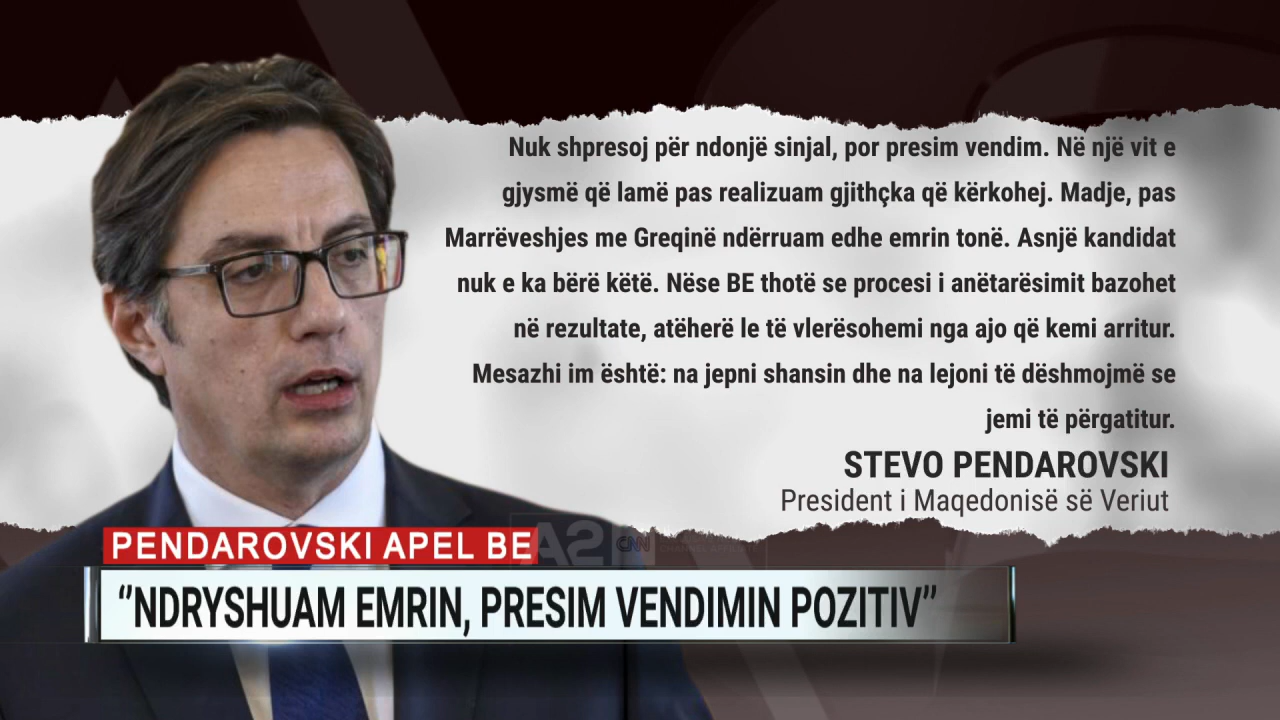 Nuk shpresoj për ndonjë sinjal, por presim vendim. Në një vit e
gjysmë që lamë pas realizuam gjithçka që kërkohej. Madje, pas
Marrëveshjes me Greqinë ndërruam edhe emrin tonë. Asnjë kandidat
nuk e ka bërë këtë. Nëse BE thotë se procesi i anëtarësimit bazohet
në rezultate, atëherë le të vlerësohemi nga ajo që kemi arritur.
Mesazhi im është: na jepni shansin dhe na lejoni të dëshmojmë se
jemi të përgatitur.
STEVO PENDAROVSKI
President i Maqedonisë së Veriut
PENDAROVSKI APEL BE
A2 CNN
‘‘NDRYSHUAM EMRIN, PRESIM VENDIMIN POZITIV’’